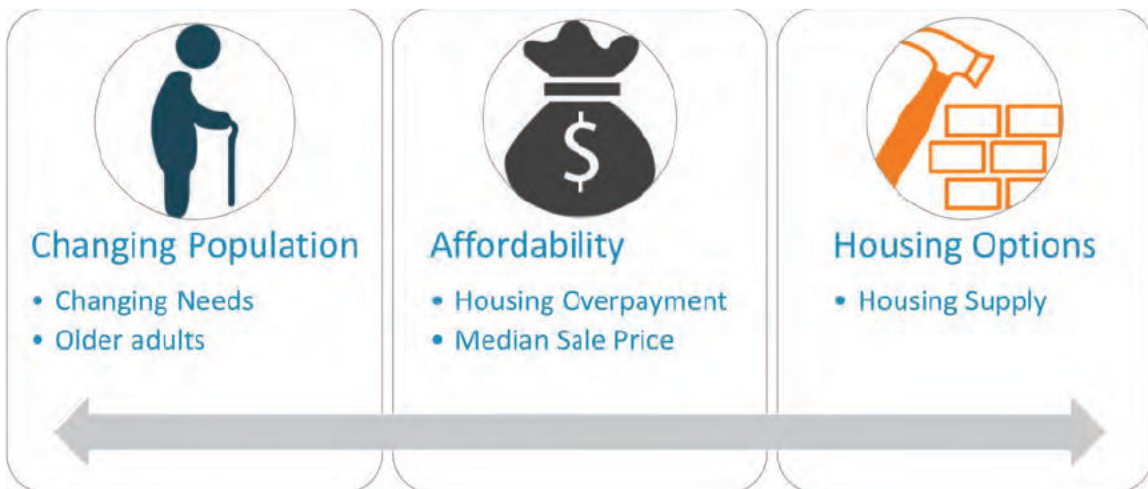 $
Changing Population
• Changing Needs
• Older adults
Affordability
• Housing Overpayment
• Median Sale Price
Housing Options
• Housing Supply